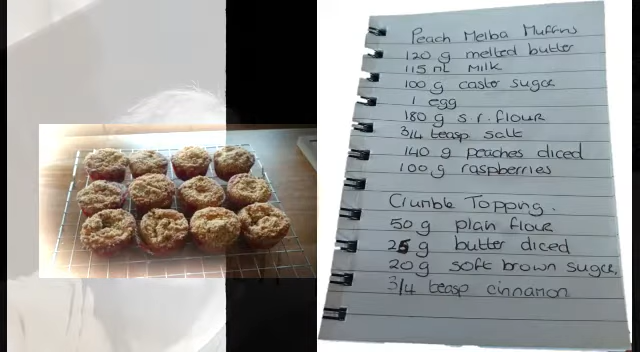 Peach Melba Muffins
120 g melted butter
115 mL milk
100 g caster sugar
1 egg
180 g s.r. flour
3/4 teasp salt
140 g peaches diced
100 g raspberries
Crumble Topping.
50 g plain flour
25 g butter diced
20 g soft brown sugar
3/4 teasp cinnamon